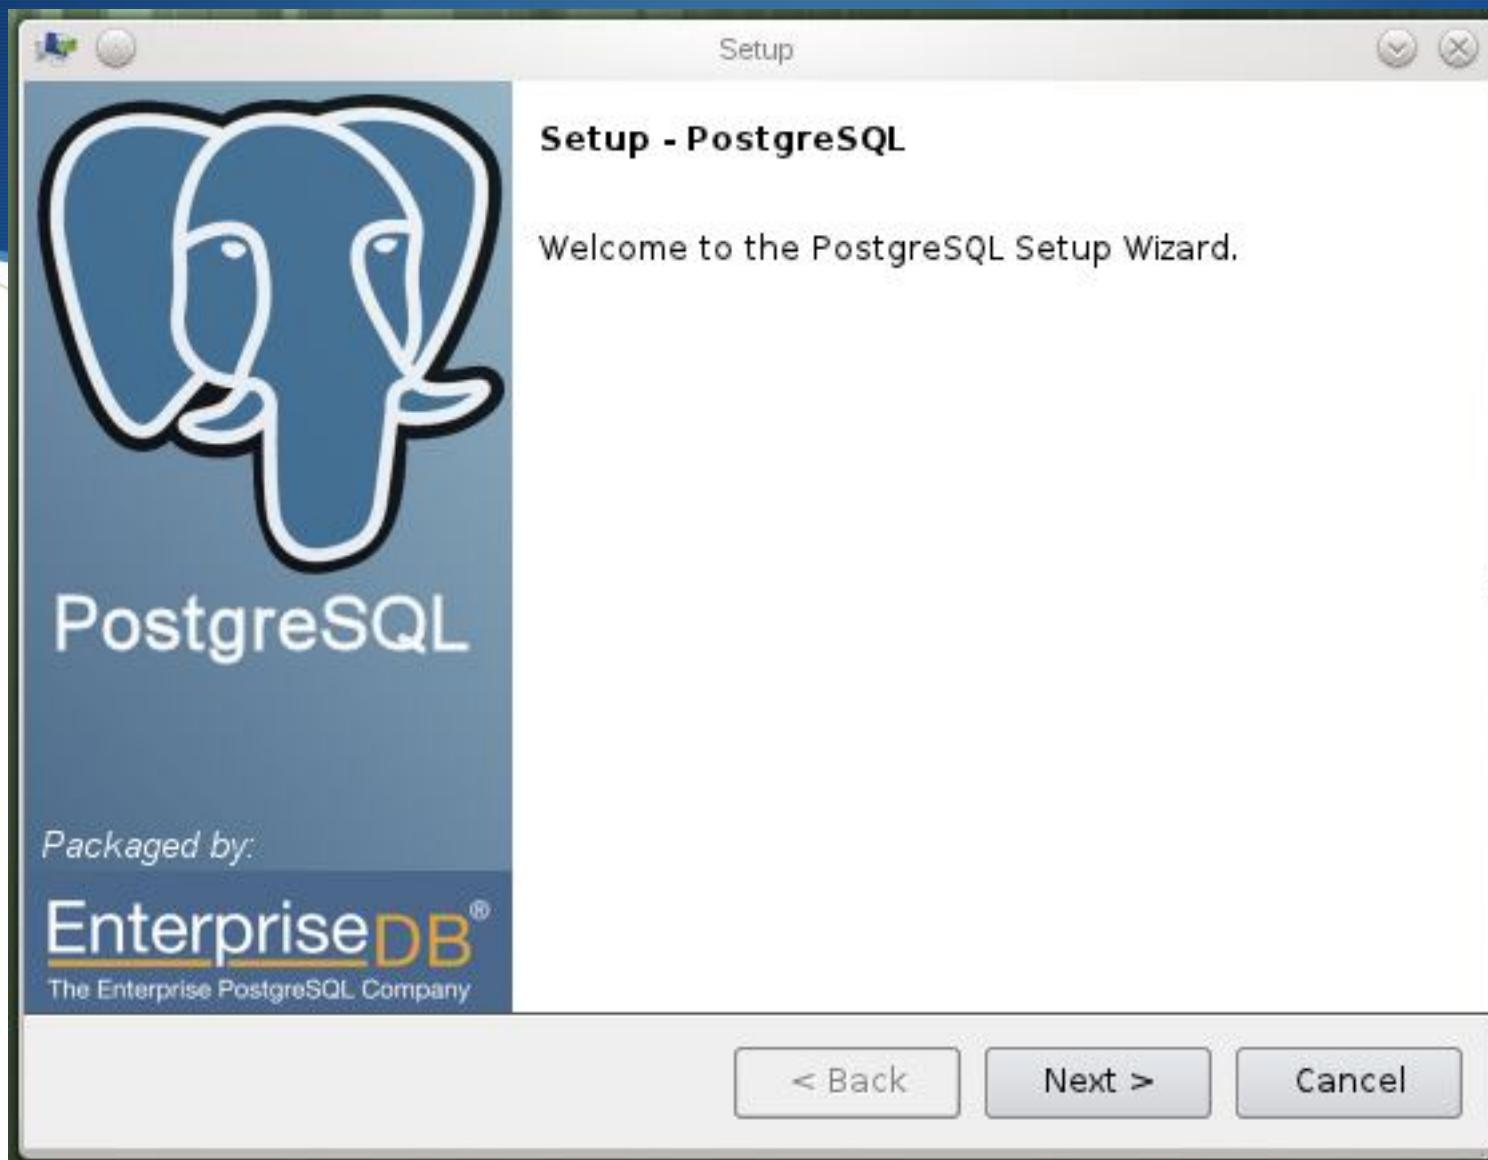 Setup
Setup - PostgreSQL
Welcome to the PostgreSQL Setup Wizard.
PostgreSQL
Packaged by:
EnterpriseDB®
The Enterprise PostgreSQL Company
< Back
Next >
Cancel